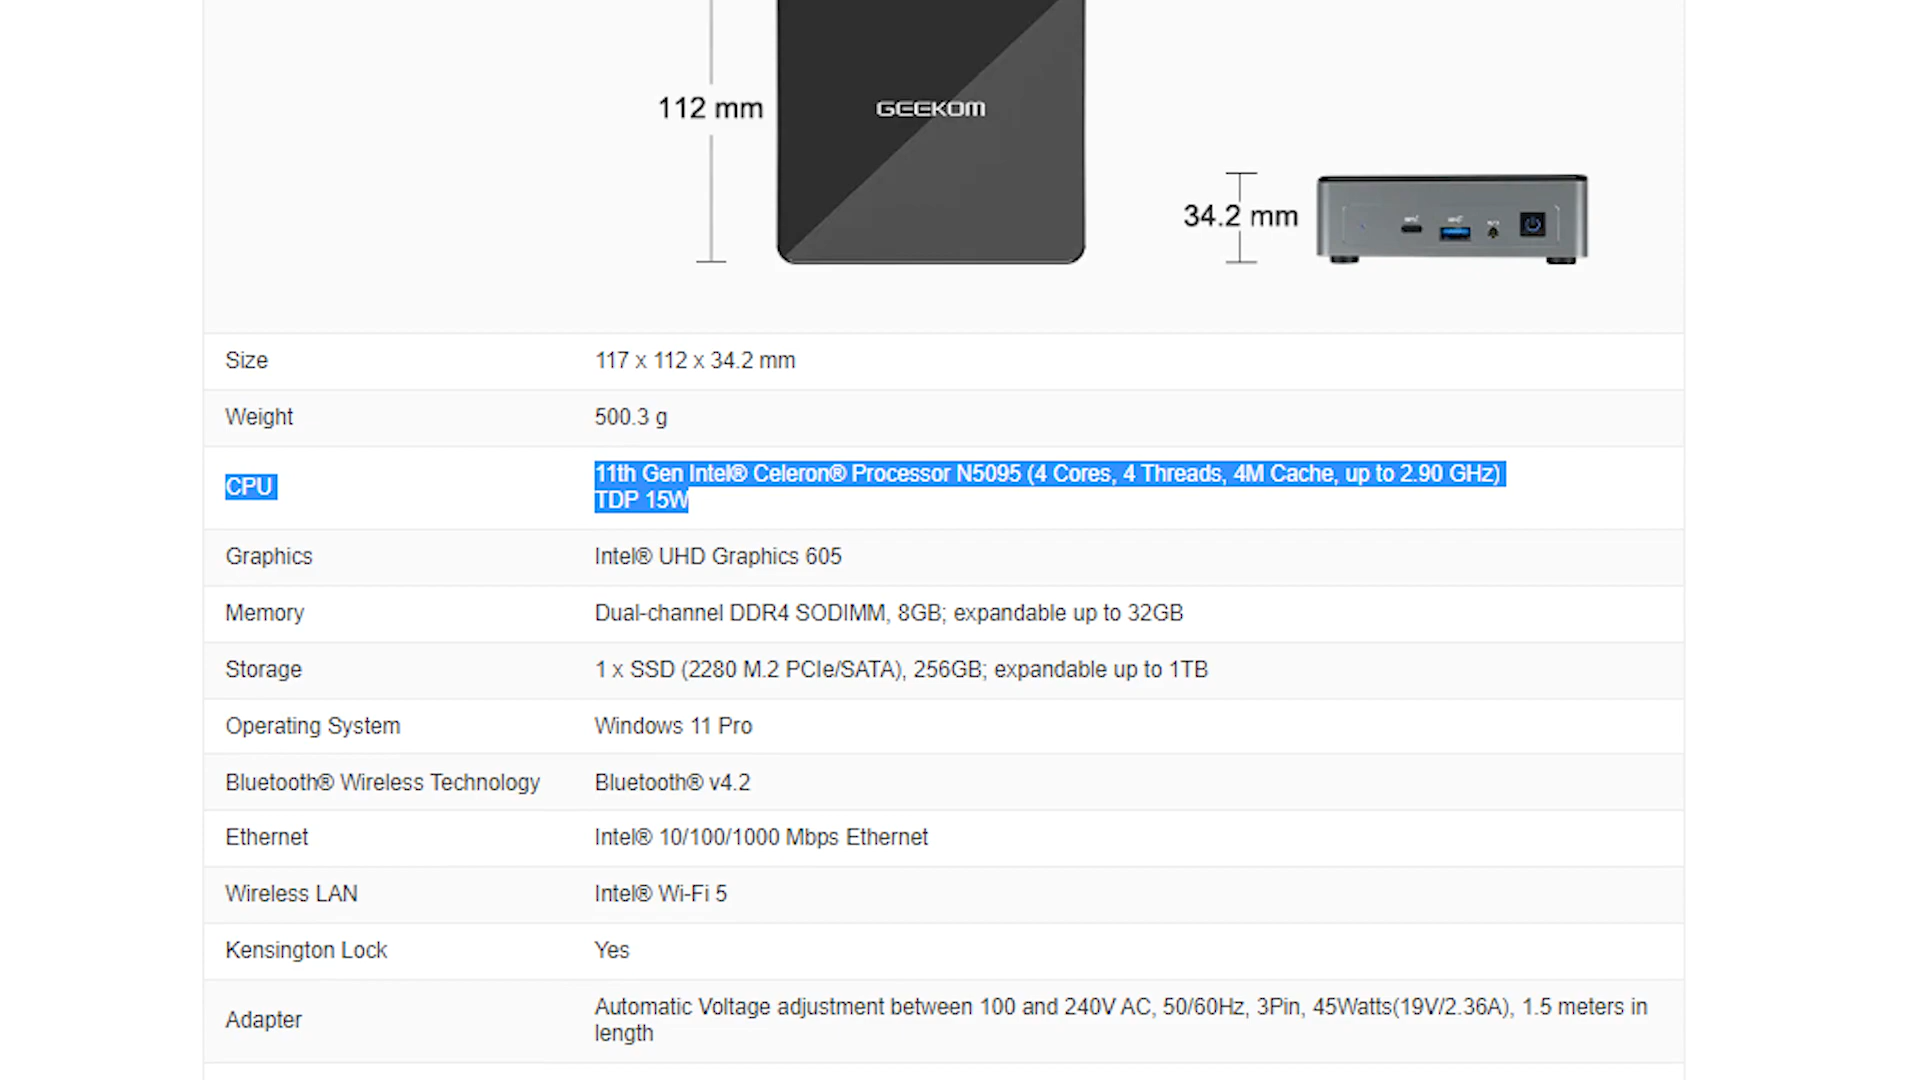 112 mm
GEEKOM
34.2 mm
Size
117 x 112 x 34.2 mm
Weight
500.3 g
CPU
11th Gen Intel® Celeron® Processor N5095 (4 Cores, 4 Threads, 4M Cache, up to 2.90 GHz)
TDP 15W
Graphics
Intel® UHD Graphics 605
Memory
Dual-channel DDR4 SODIMM, 8GB; expandable up to 32GB
Storage
1 x SSD (2280 M.2 PCIe/SATA), 256GB; expandable up to 1TB
Operating System
Windows 11 Pro
Bluetooth® Wireless Technology
Bluetooth® v4.2
Ethernet
Intel® 10/100/1000 Mbps Ethernet
Wireless LAN
Intel® Wi-Fi 5
Kensington Lock
Yes
Adapter
Automatic Voltage adjustment between 100 and 240V AC, 50/60Hz, 3Pin, 45Watts(19V/2.36A), 1.5 meters in
length